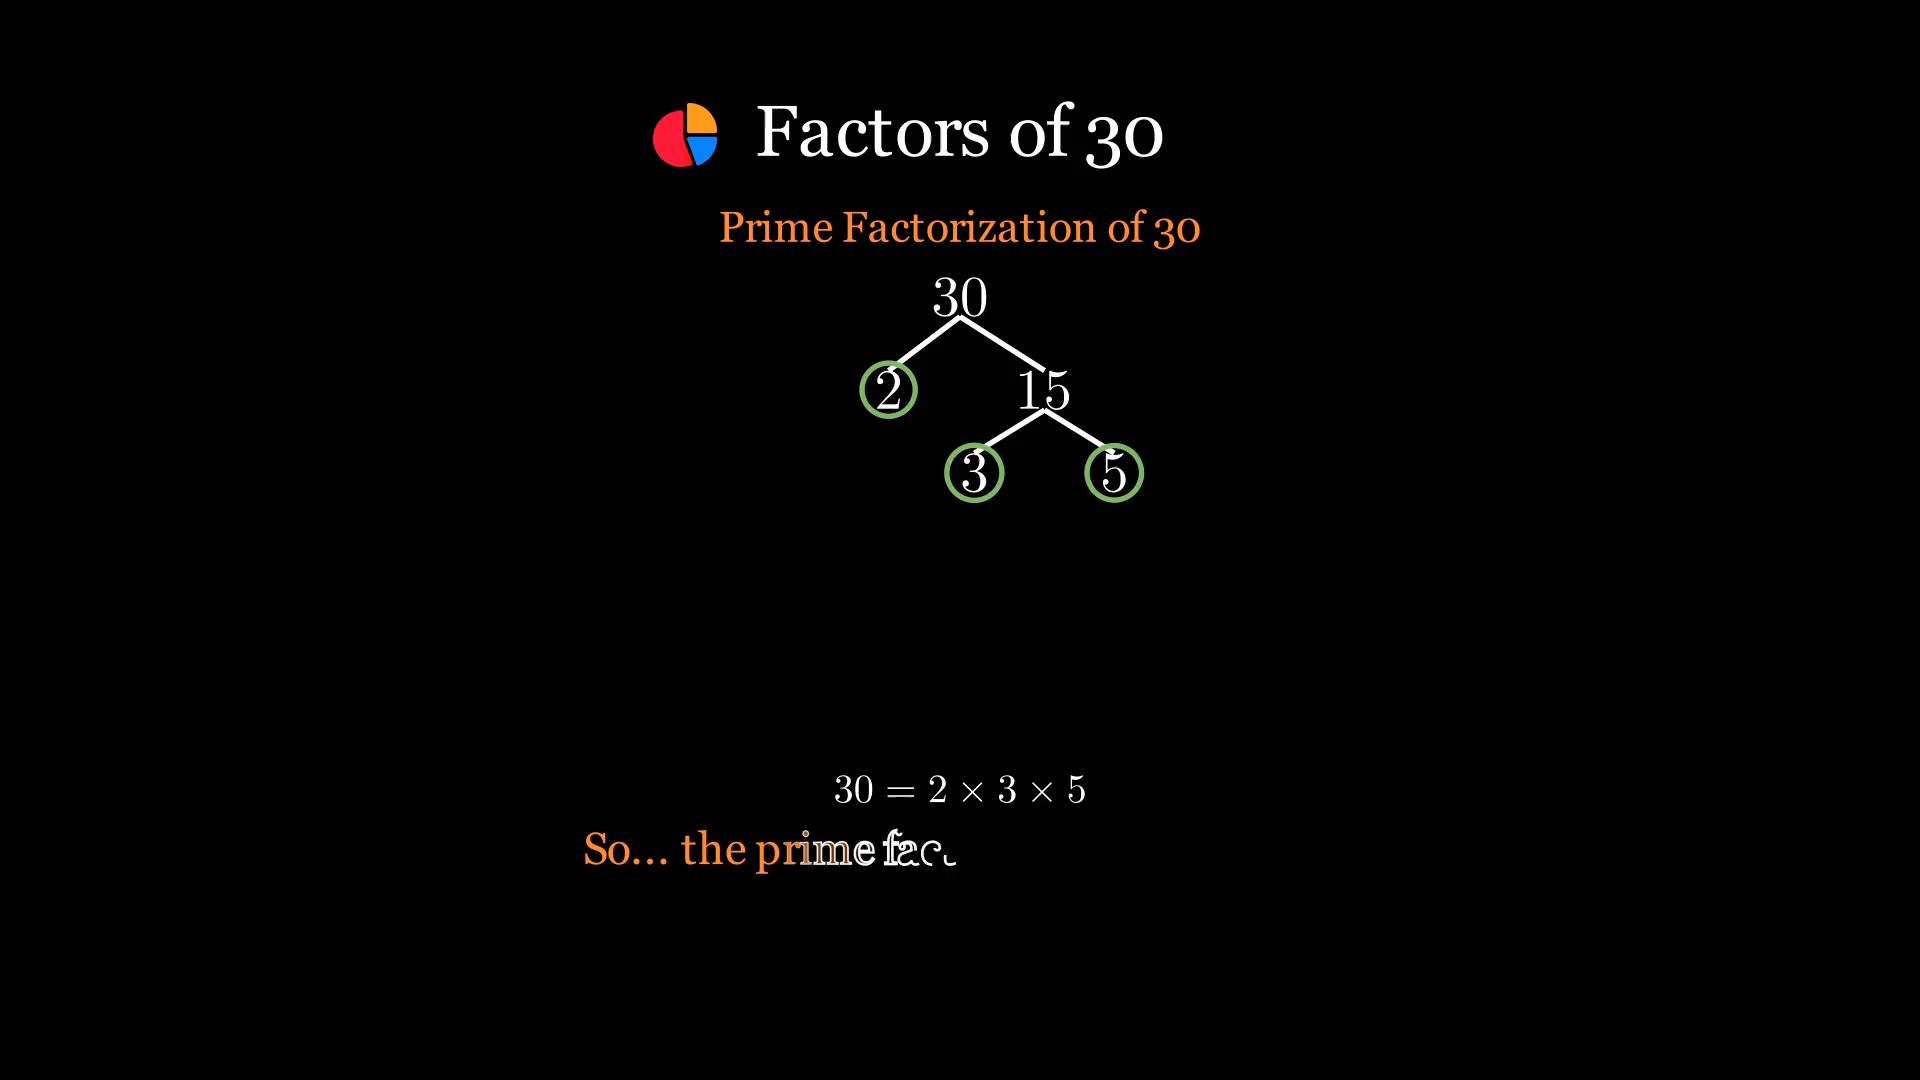 Factors of 30
Prime Factorization of 30
30
2 15
3 5
30 = 2 × 3 × 5
So... the prime